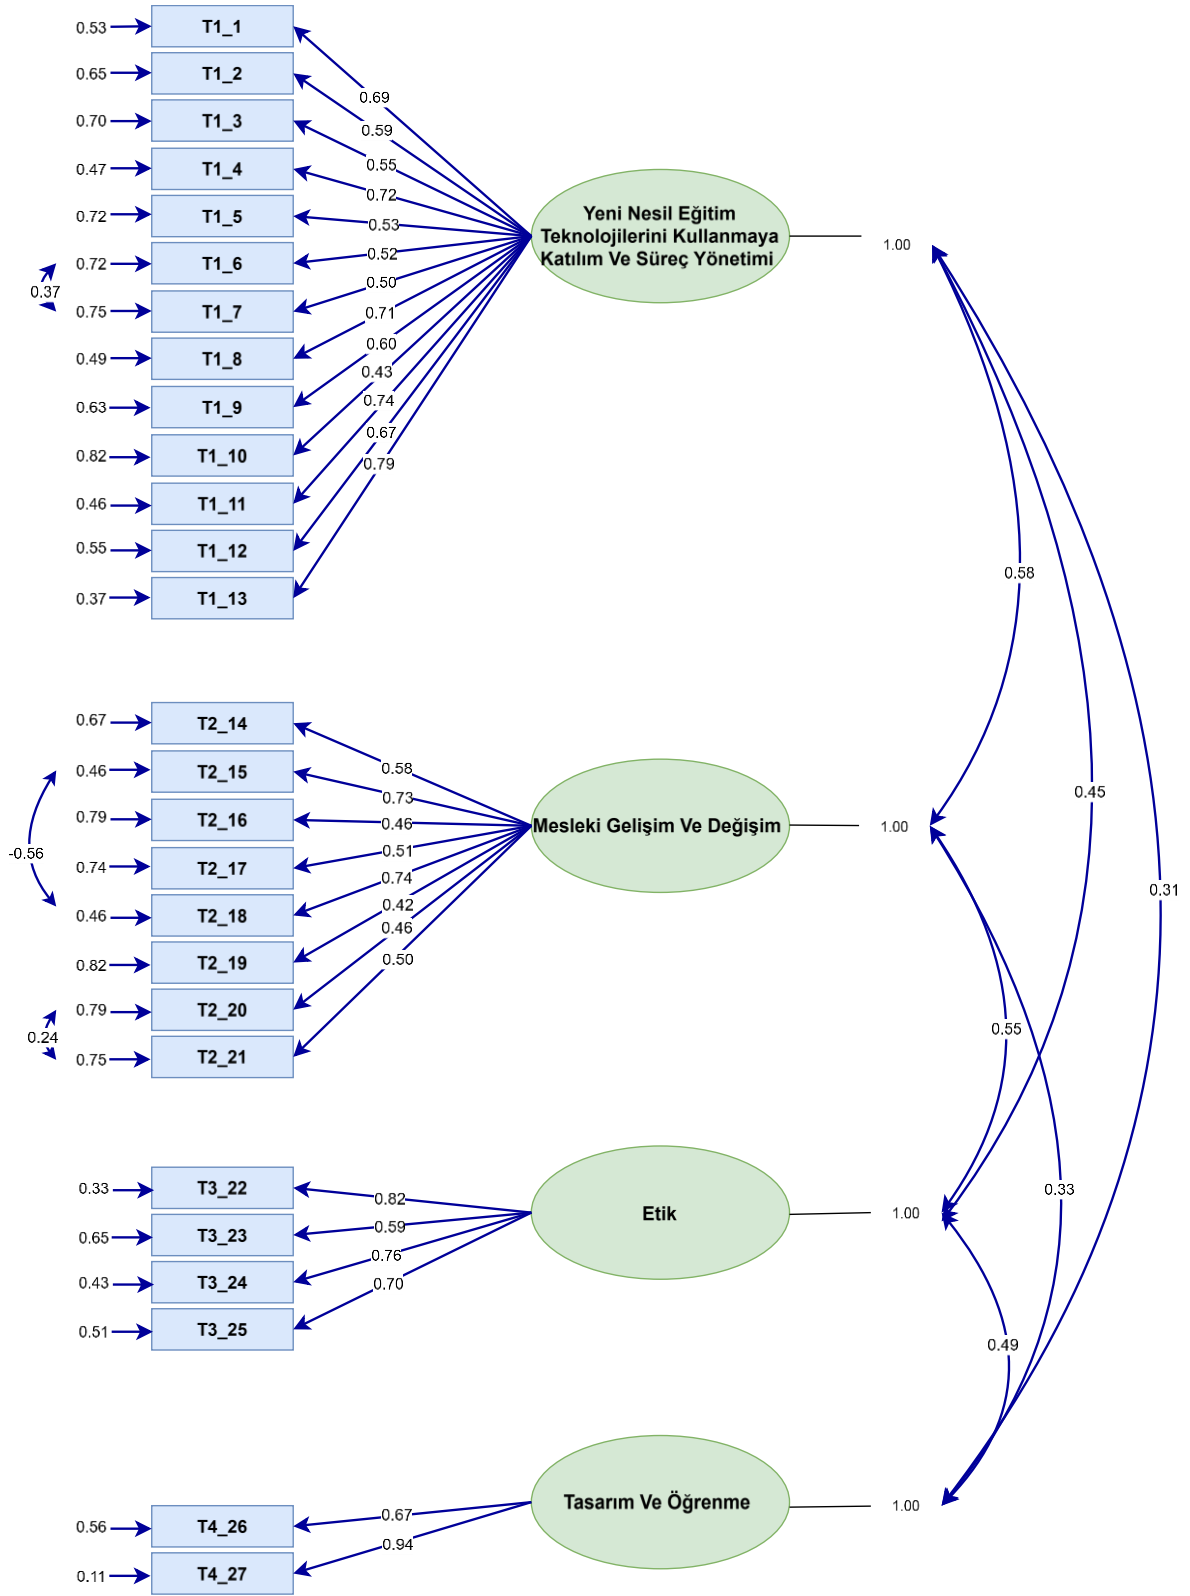 0.53 T1_1
0.65 T1_2
0.70 T1_3
0.47 T1_4
0.72 T1_5
0.72 T1_6
0.75 T1_7
0.49 T1_8
0.63 T1_9
0.82 T1_10
0.46 T1_11
0.55 T1_12
0.37 T1_13
0.37
0.69
0.59
0.55
0.72
0.53
0.52
0.50
0.71
0.60
0.43
0.74
0.67
0.79
Yeni Nesil Eğitim
Teknolojilerini Kullanmaya
Katılım Ve Süreç Yönetimi
1.00
0.67 T2_14
0.46 T2_15
0.79 T2_16
0.74 T2_17
0.46 T2_18
0.82 T2_19
0.79 T2_20
0.75 T2_21
-0.56
0.24
0.58
0.73
0.46
0.51
0.74
0.42
0.46
0.50
Mesleki Gelişim Ve Değişim
1.00
0.33 T3_22
0.65 T3_23
0.43 T3_24
0.51 T3_25
0.82
0.59
0.76
0.70
Etik
1.00
0.56 T4_26
0.11 T4_27
0.67
0.94
Tasarım Ve Öğrenme
1.00
0.58
0.45
0.31
0.55
0.33
0.49